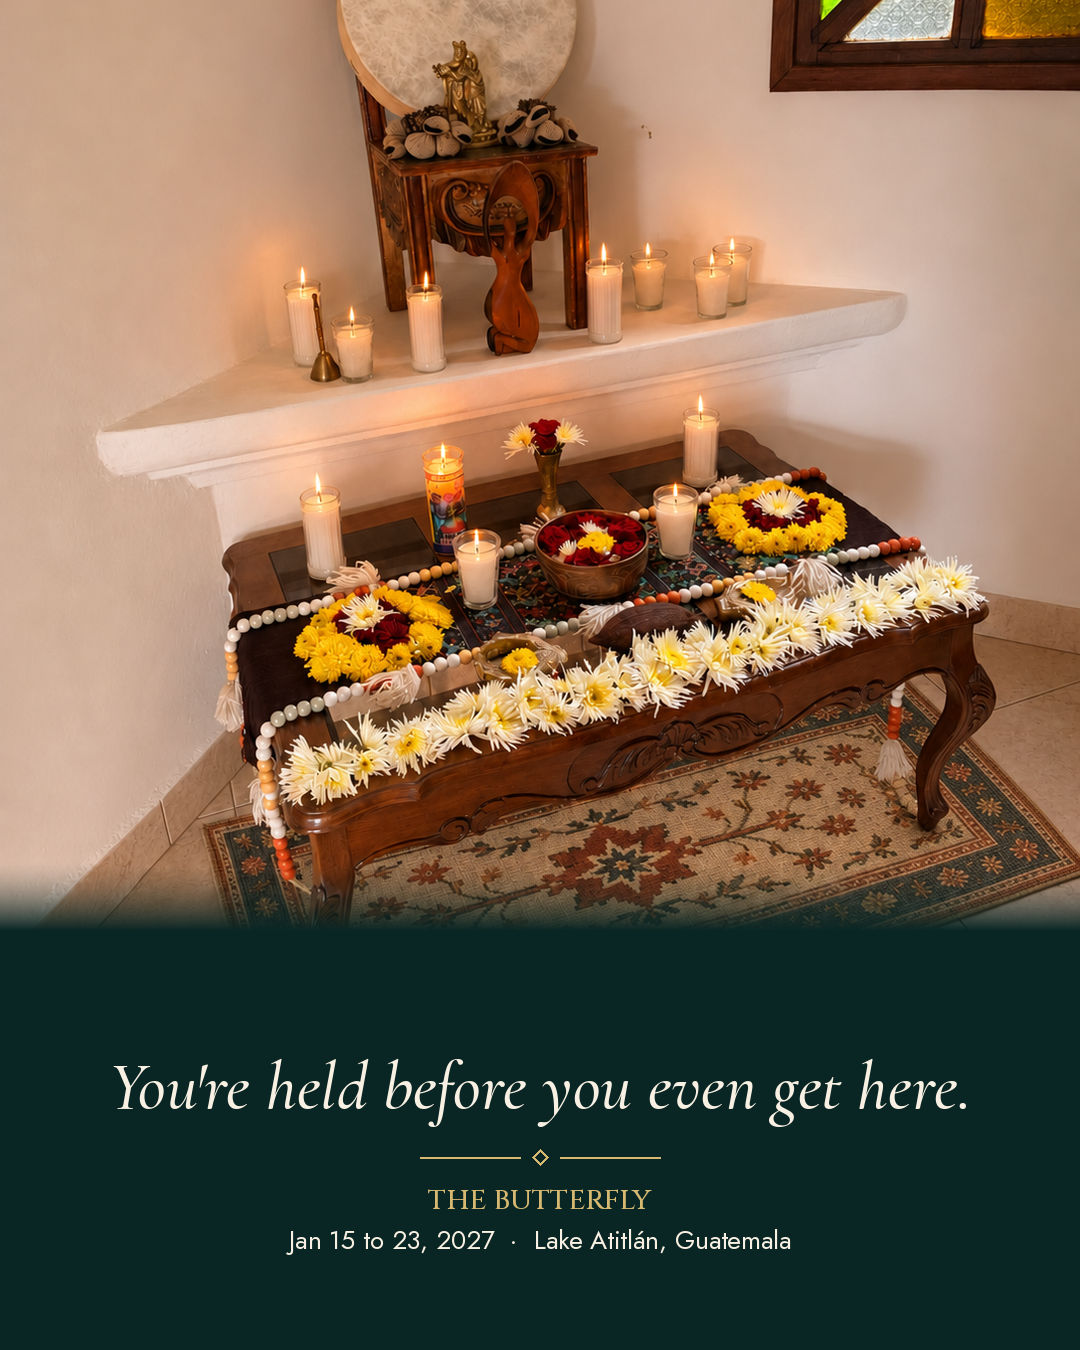 You're held before you even get here.
THE BUTTERFLY
Jan 15 to 23, 2027 · Lake Atitlán, Guatemala